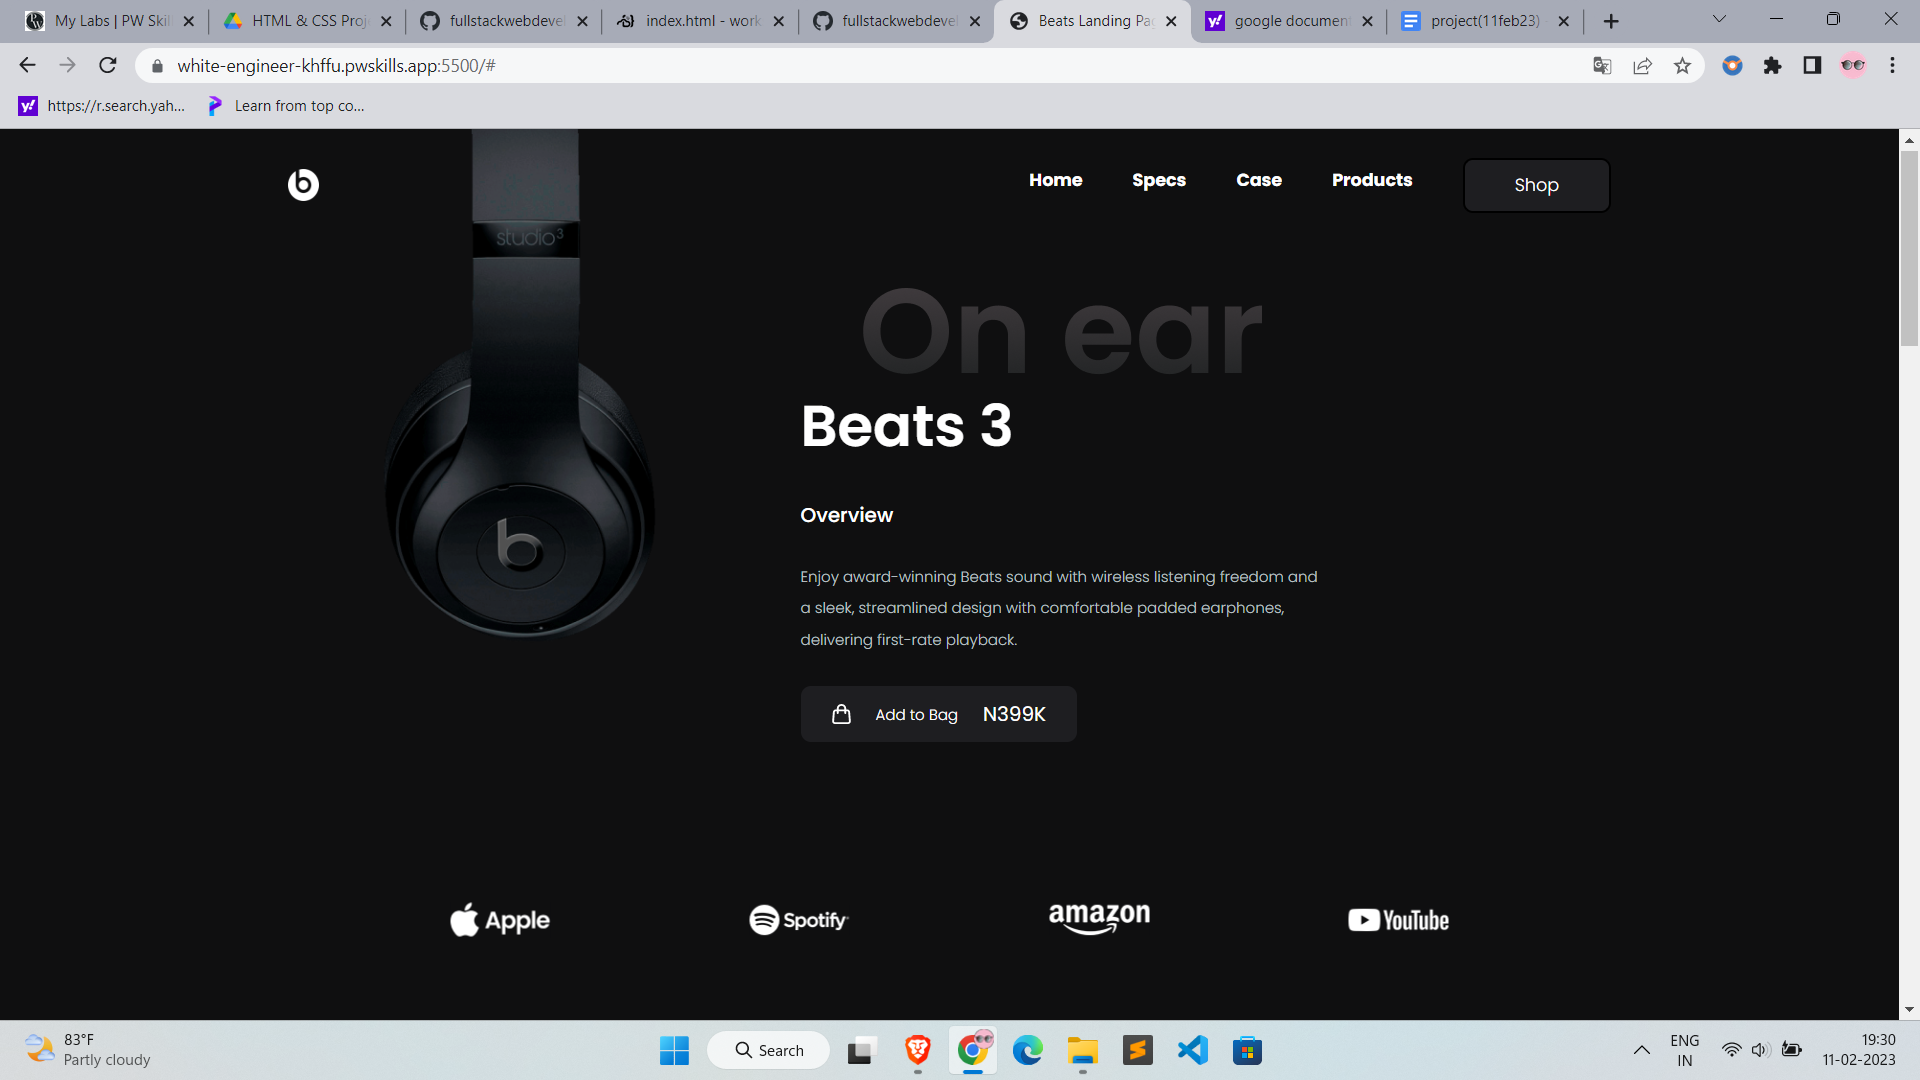 My Labs | PW Skil
HTML & CSS Proj
fullstackwebdevel
index.html - work
fullstackwebdevel
Beats Landing Pag
google document
project(11feb23)
white-engineer-khffu.pwskills.app:5500/#
https://r.search.yah...
Learn from top co...
Home Specs Case Products Shop
studio3
On ear
Beats 3
Overview
Enjoy award-winning Beats sound with wireless listening freedom and
a sleek, streamlined design with comfortable padded earphones,
delivering first-rate playback.
Add to Bag N399K
Apple Spotify amazon YouTube
83°F
Partly cloudy
Search
ENG
IN
19:30
11-02-2023